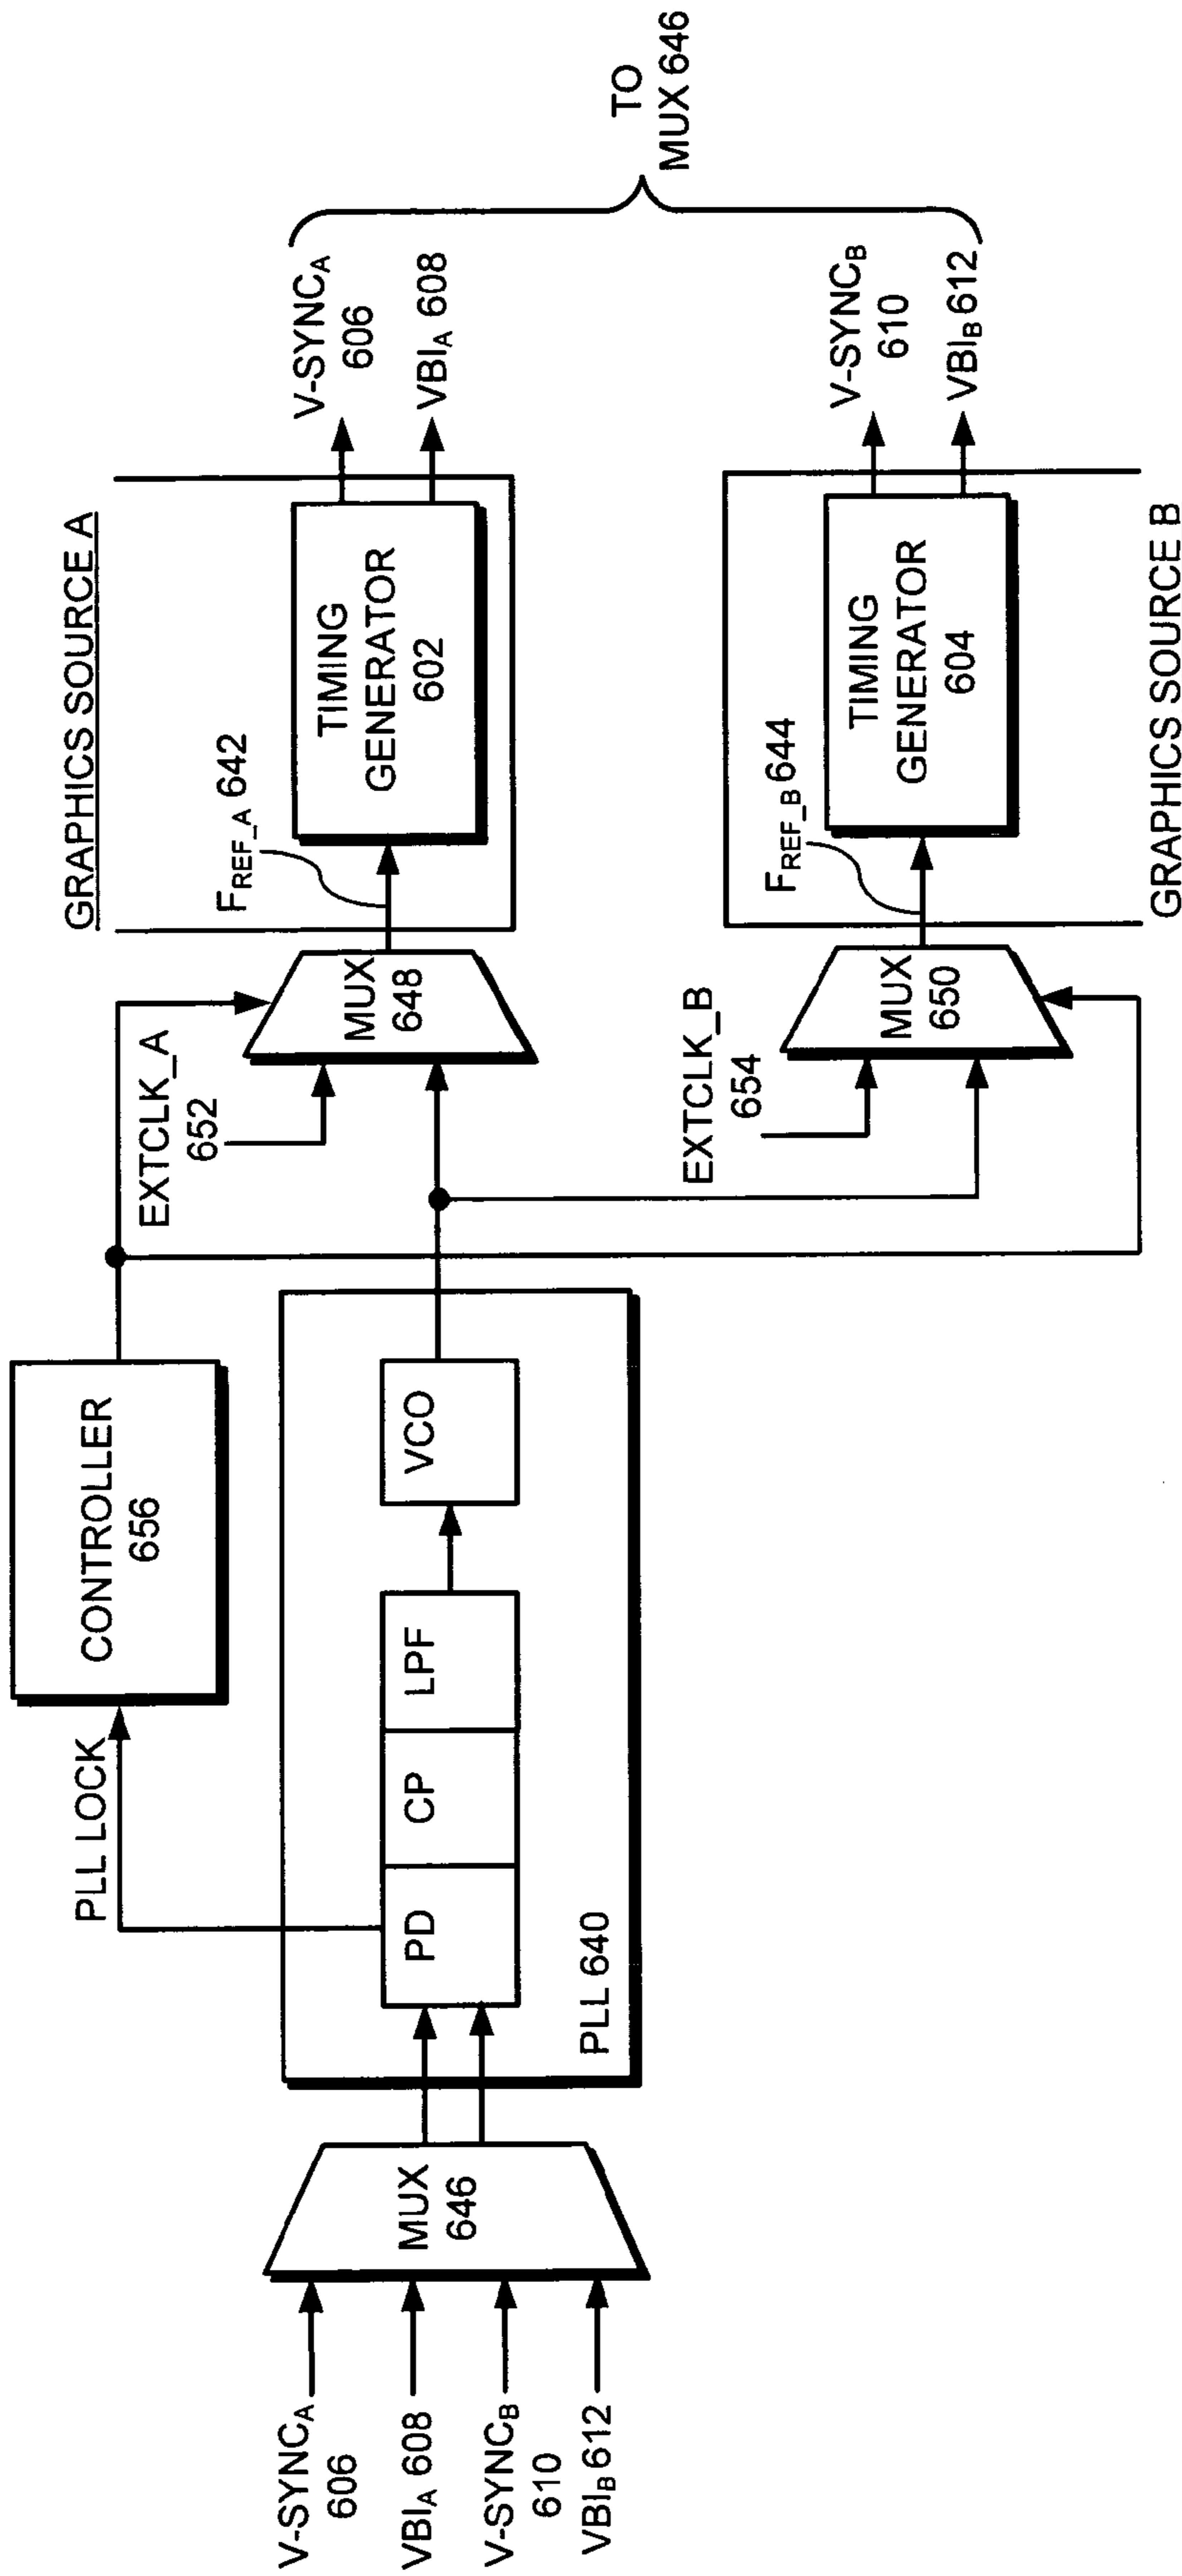 V-SYNCA
606
VBIA 608
V-SYNCB
610
VBIB 612
MUX
646
PLL LOCK
PD
CP
LPF
VCO
PLL 640
CONTROLLER
656
EXTCLK_A
652
MUX
648
EXTCLK_B
654
MUX
650
GRAPHICS SOURCE A
FREF_A 642
TIMING
GENERATOR
602
V-SYNCA
606
VBIA 608
FREF_B 644
TIMING
GENERATOR
604
GRAPHICS SOURCE B
V-SYNCB
610
VBIB 612
TO
MUX 646